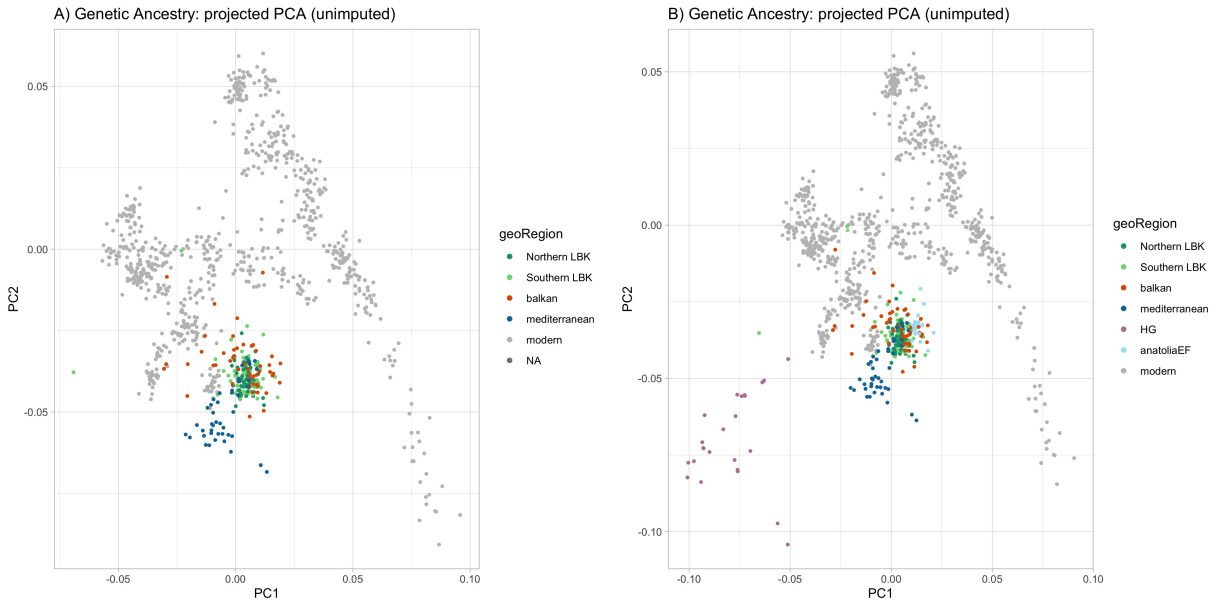 A) Genetic Ancestry: projected PCA (unimputed)
0.05
0.00
-0.05
PC2
-0.05
0.00
0.05
0.10
PC1
geoRegion
Northern LBK
Southern LBK
balkan
mediterranean
modern
NA
B) Genetic Ancestry: projected PCA (unimputed)
0.05
0.00
-0.05
-0.10
PC2
-0.10
-0.05
0.00
0.05
0.10
PC1
geoRegion
Northern LBK
Southern LBK
balkan
mediterranean
HG
anatoliaEF
modern